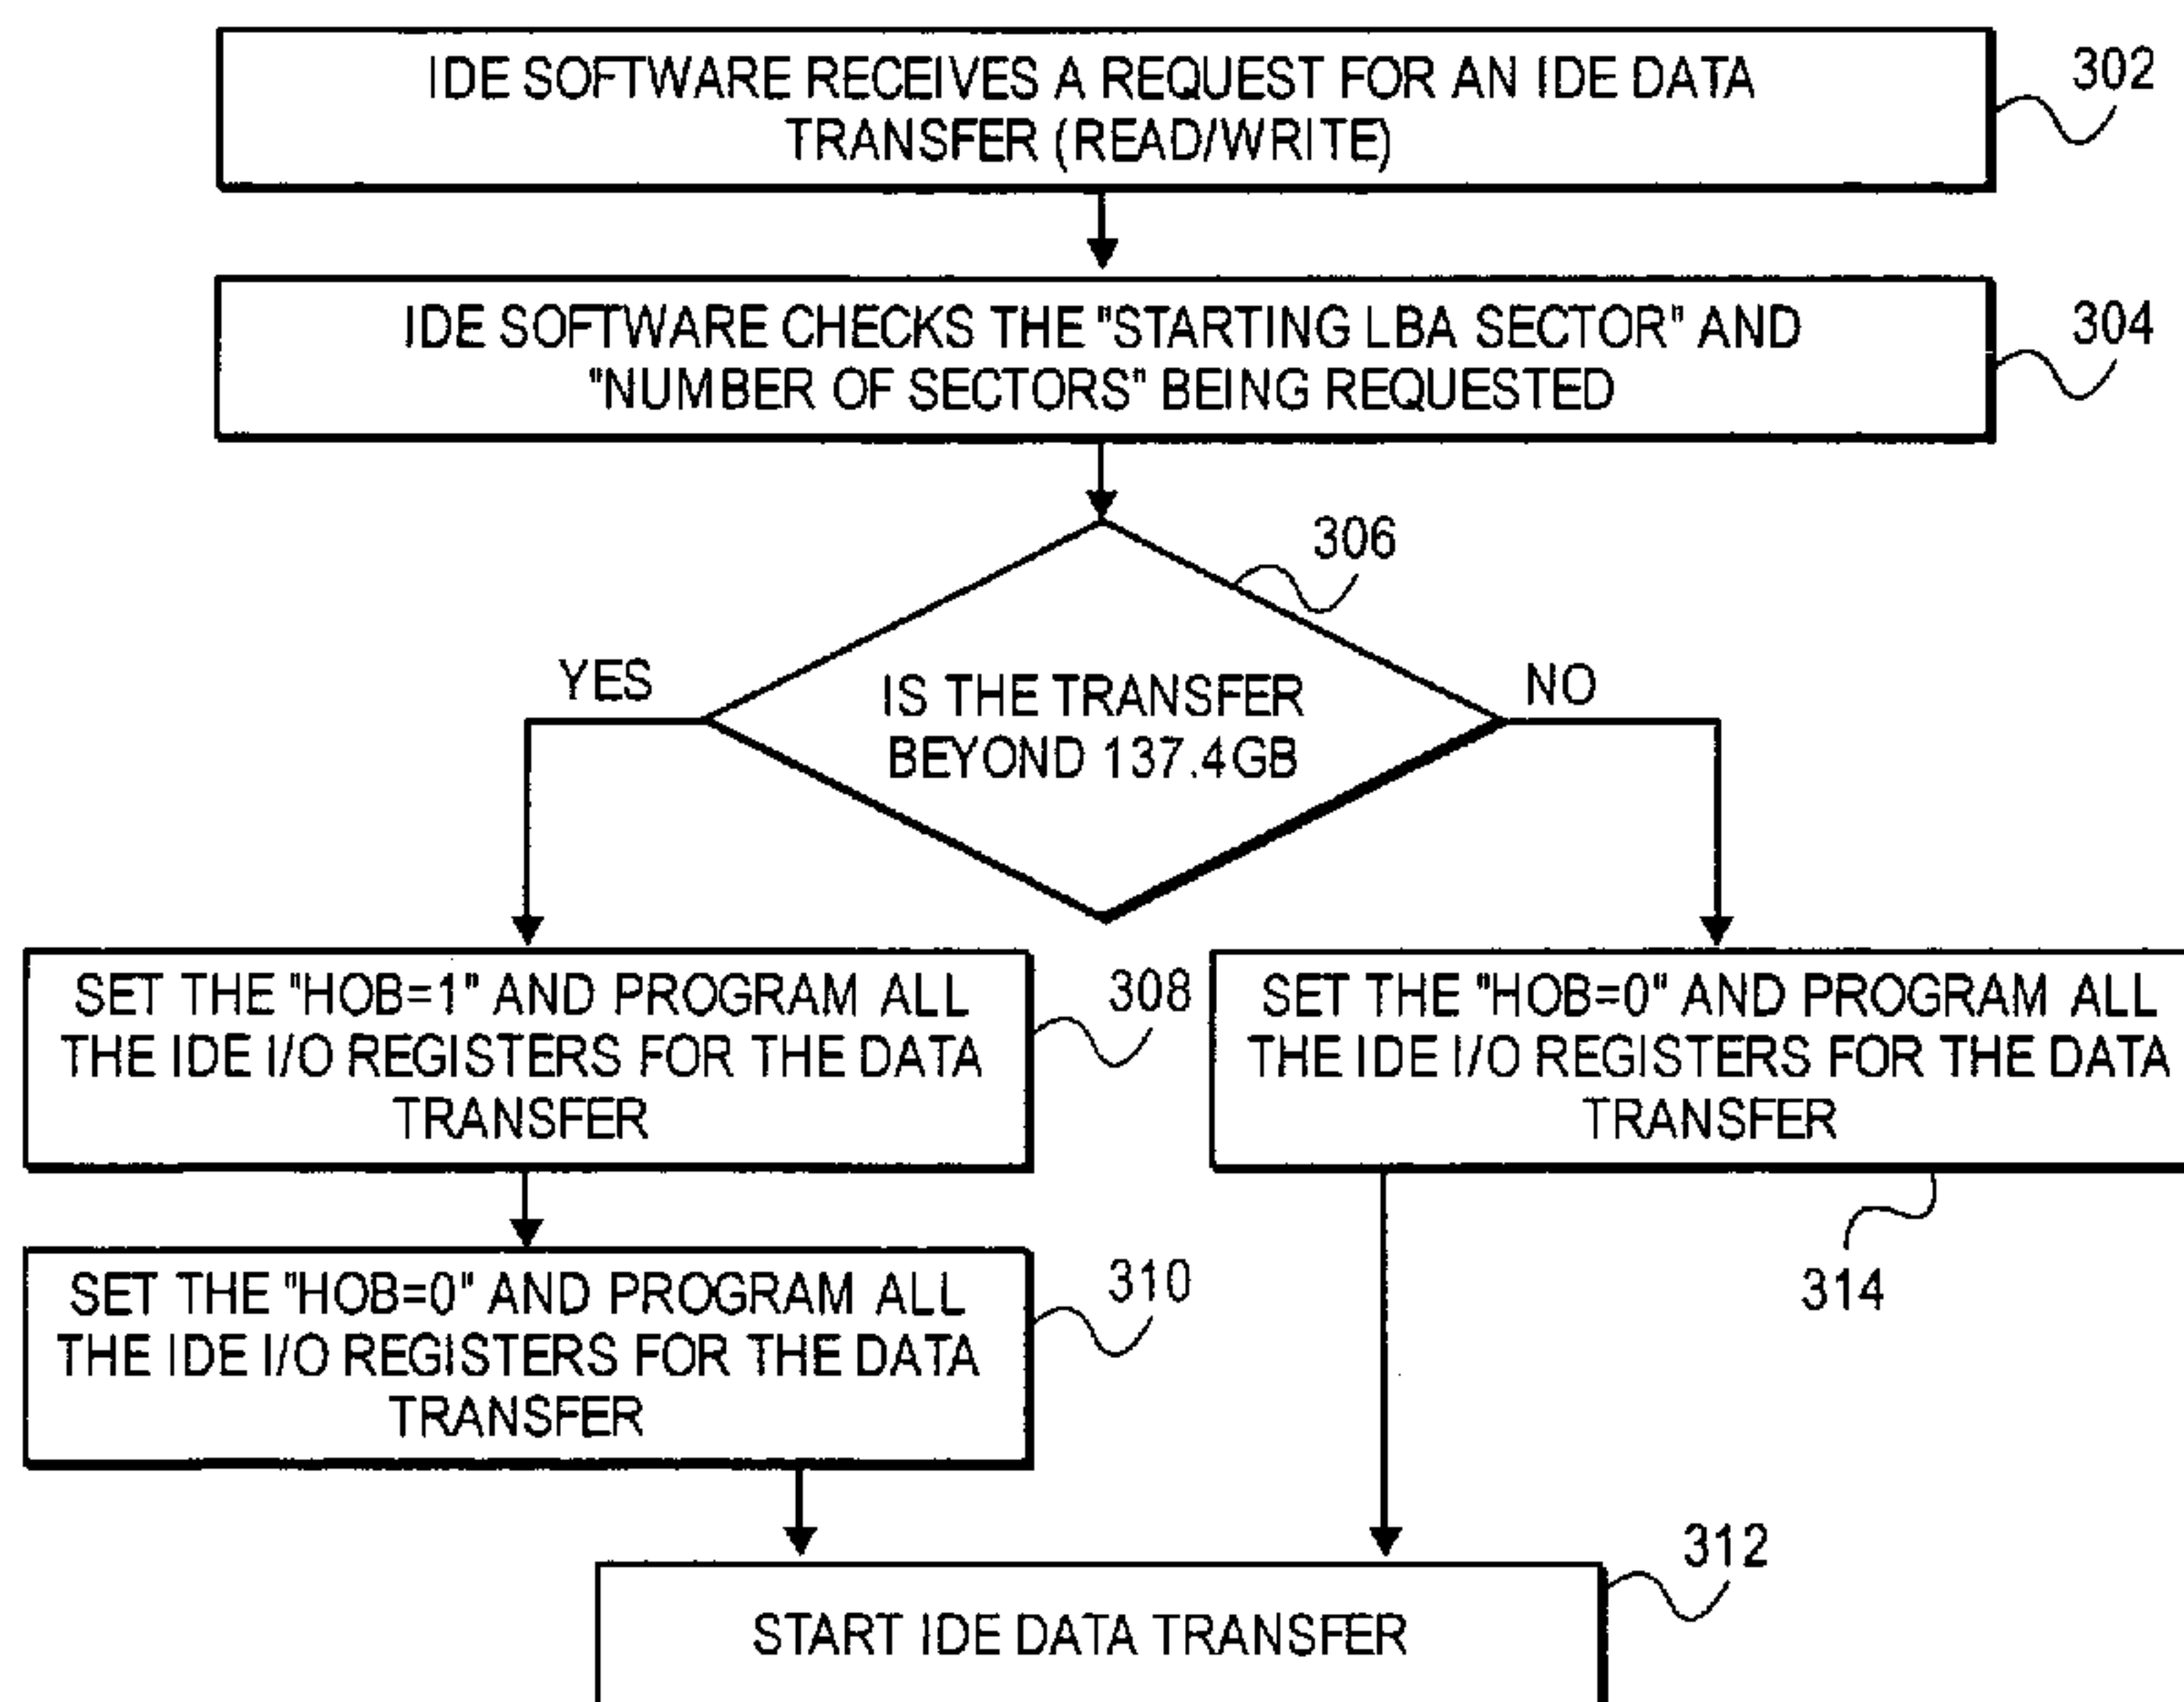 IDE SOFTWARE RECEIVES A REQUEST FOR AN IDE DATA
TRANSFER (READ/WRITE)
302
IDE SOFTWARE CHECKS THE "STARTING LBA SECTOR" AND
"NUMBER OF SECTORS" BEING REQUESTED
304
306
YES
IS THE TRANSFER
BEYOND 137.4GB
NO
SET THE "HOB=1" AND PROGRAM ALL
THE IDE I/O REGISTERS FOR THE DATA
TRANSFER
308
SET THE "HOB=0" AND PROGRAM ALL
THE IDE I/O REGISTERS FOR THE DATA
TRANSFER
314
SET THE "HOB=0" AND PROGRAM ALL
THE IDE I/O REGISTERS FOR THE DATA
TRANSFER
310
312
START IDE DATA TRANSFER